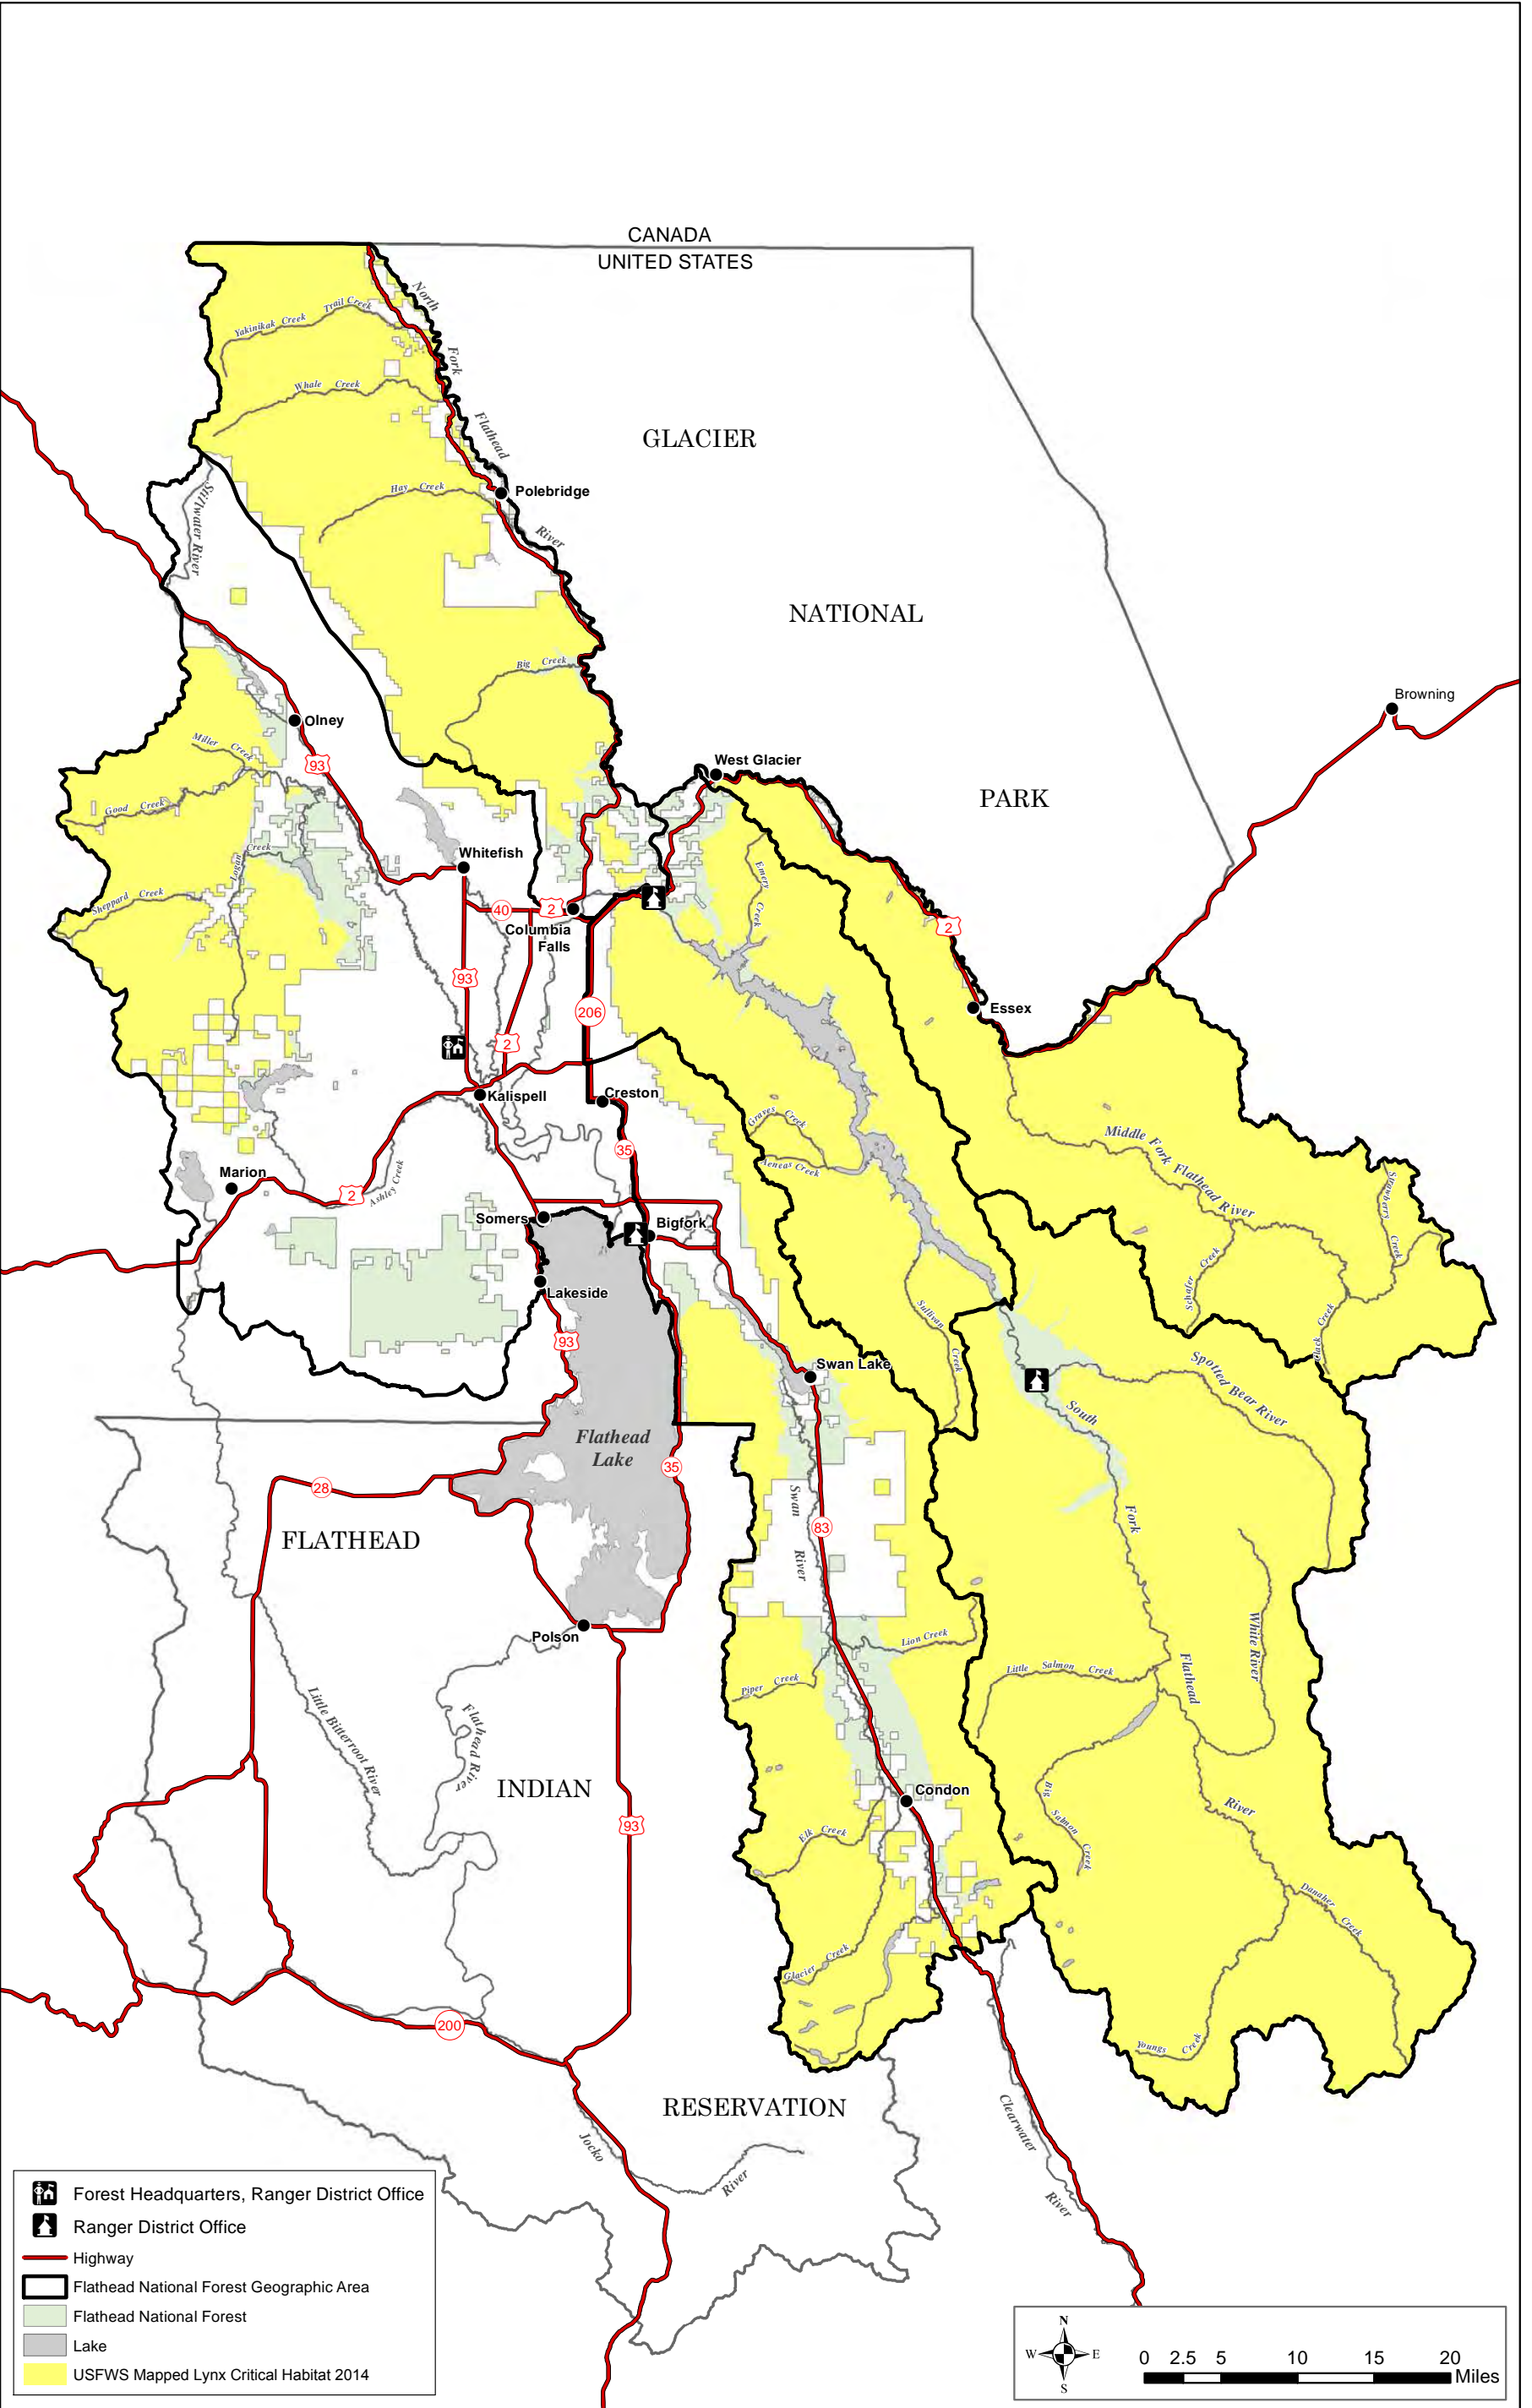 CANADA
UNITED STATES
North
Fork
Flathead
River
Trail Creek
Yakinikak Creek
Whale Creek
GLACIER
Hay Creek
Polebridge
Stillwater River
NATIONAL
Big Creek
Browning
Olney
Miller Creek
93
West Glacier
PARK
Good Creek
Whitefish
Logan Creek
Emery Creek
Sheppard Creek
40
2
Columbia
Falls
2
93
206
Essex
2
Kalispell
Creston
Graves Creek
Aeneas Creek
Middle Fork Flathead River
35
Strawberry Creek
Marion
2
Ashley Creek
Somers
Bigfork
Schafer Creek
Lakeside
Sullivan Creek
Clack Creek
93
Swan Lake
Spotted Bear River
South
Fork
Flathead
River
Flathead
Lake
35
28
Swan
River
83
FLATHEAD
White River
Polson
Lion Creek
Little Salmon Creek
Piper Creek
Little Bitterroot River
Flathead River
INDIAN
Condon
Big Salmon Creek
93
Elk Creek
Danaher Creek
Glacier Creek
200
Youngs Creek
RESERVATION
Clearwater
River
Jocko
River
Forest Headquarters, Ranger District Office
Ranger District Office
Highway
Flathead National Forest Geographic Area
Flathead National Forest
Lake
USFWS Mapped Lynx Critical Habitat 2014
N
W E
S
0 2.5 5 10 15 20
Miles